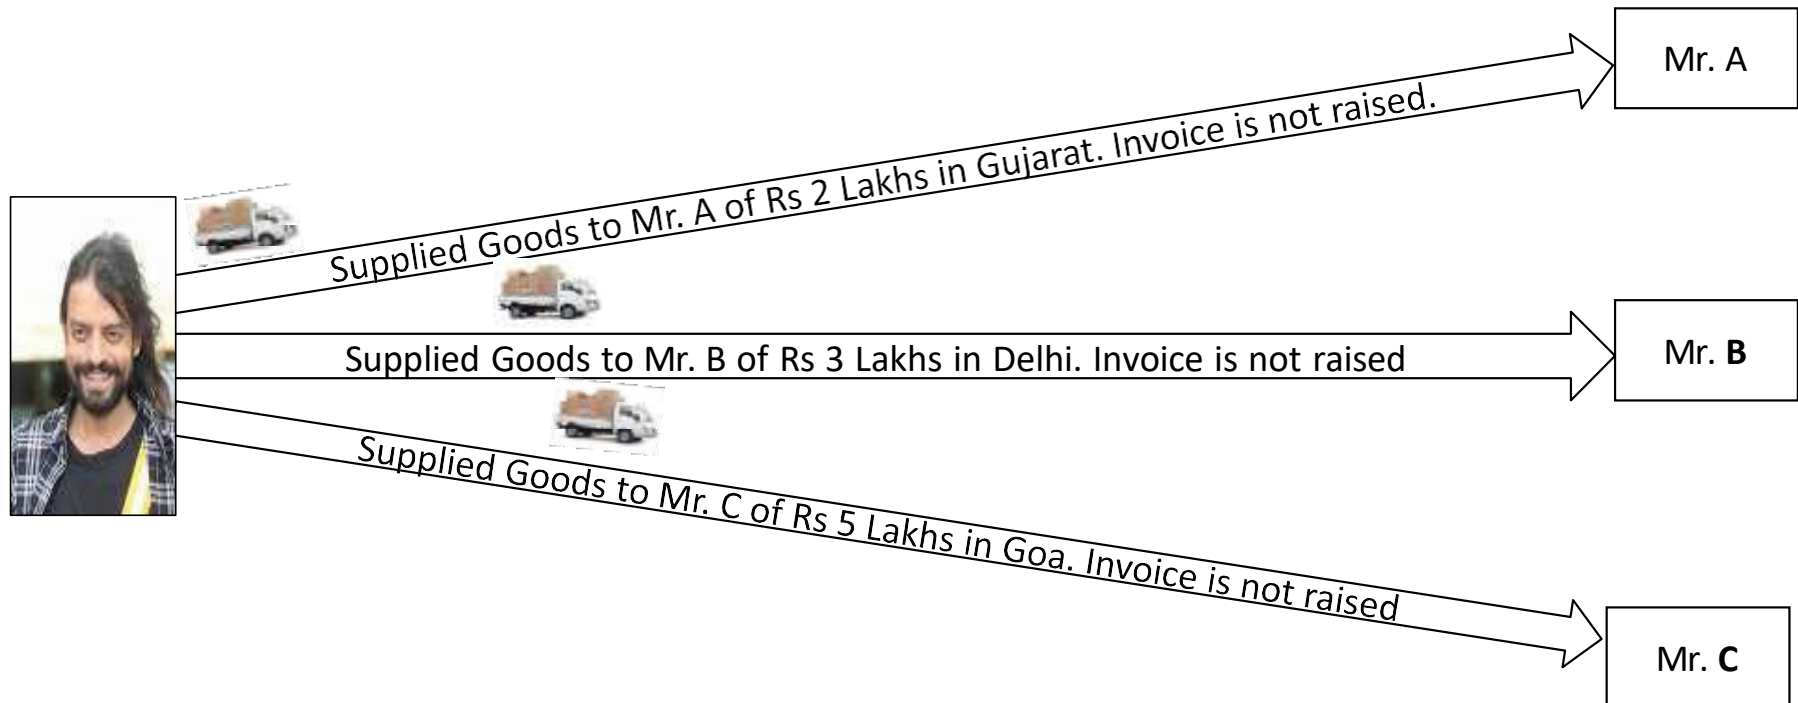 Mr. A
Supplied Goods to Mr. A of Rs 2 Lakhs in Gujarat. Invoice is not raised.
Supplied Goods to Mr. B of Rs 3 Lakhs in Delhi. Invoice is not raised
Mr. B
Supplied Goods to Mr. C of Rs 5 Lakhs in Goa. Invoice is not raised
Mr. C